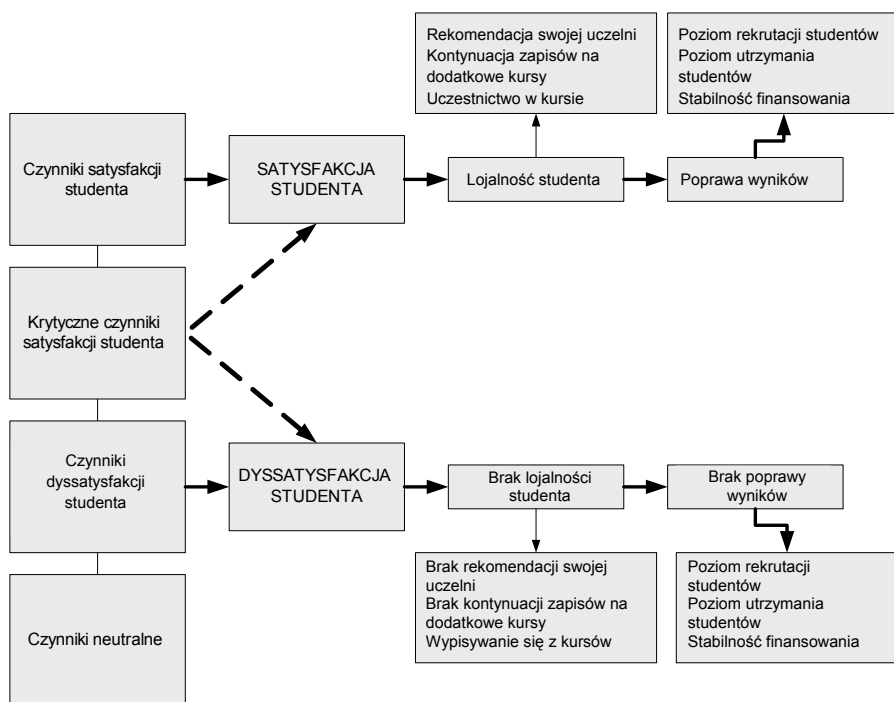 Rekomendacja swojej uczelni
Kontynuacja zapisów na
dodatkowe kursy
Uczestnictwo w kursie
Poziom rekrutacji studentów
Poziom utrzymania
studentów
Stabilność finansowania
Czynniki satysfakcji
studenta
SATYSFAKCJA
STUDENTA
Lojalność studenta
Poprawa wyników
Krytyczne czynniki
satysfakcji studenta
Czynniki
dyssatysfakcji
studenta
DYSSATYSFAKCJA
STUDENTA
Brak lojalności
studenta
Brak poprawy
wyników
Brak rekomendacji swojej
uczelni
Brak kontynuacji zapisów na
dodatkowe kursy
Wypisywanie się z kursów
Poziom rekrutacji
studentów
Poziom utrzymania
studentów
Stabilność finansowania
Czynniki neutralne